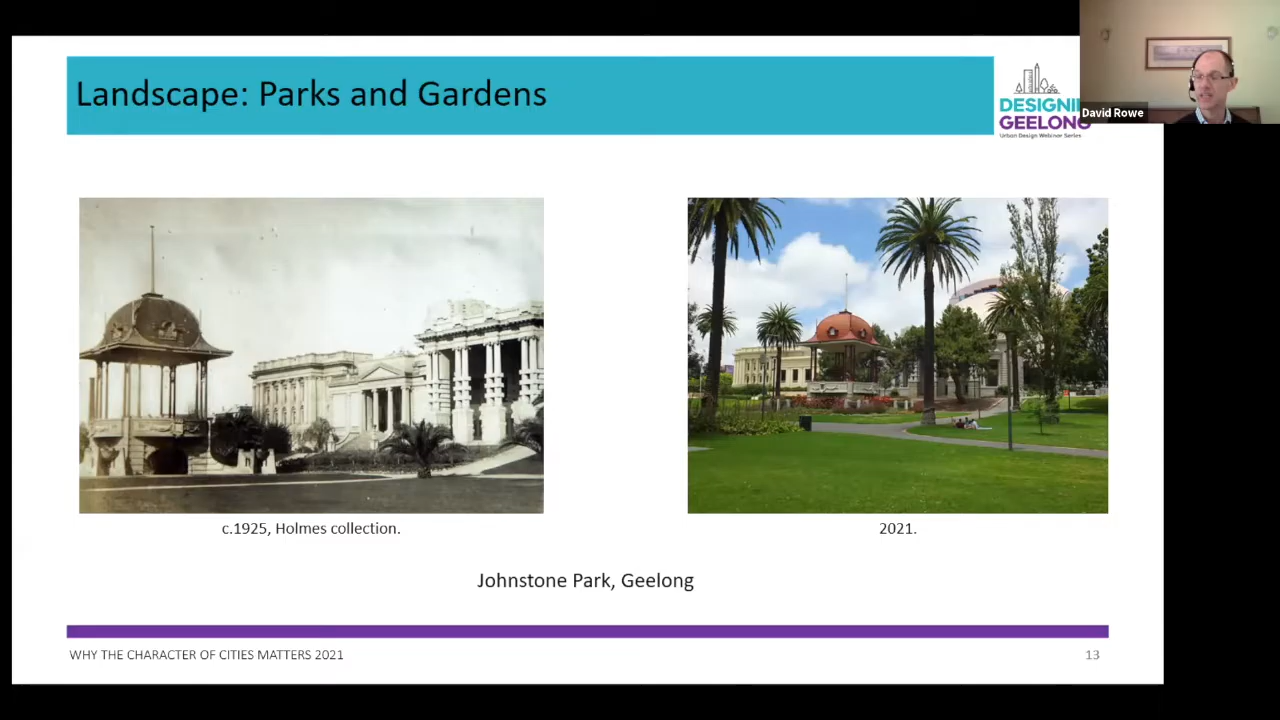 Landscape: Parks and Gardens
DESIGNI
GEELONG
Urban Design Webinar Series
David Rowe
c.1925, Holmes collection.
2021.
Johnstone Park, Geelong
WHY THE CHARACTER OF CITIES MATTERS 2021
13